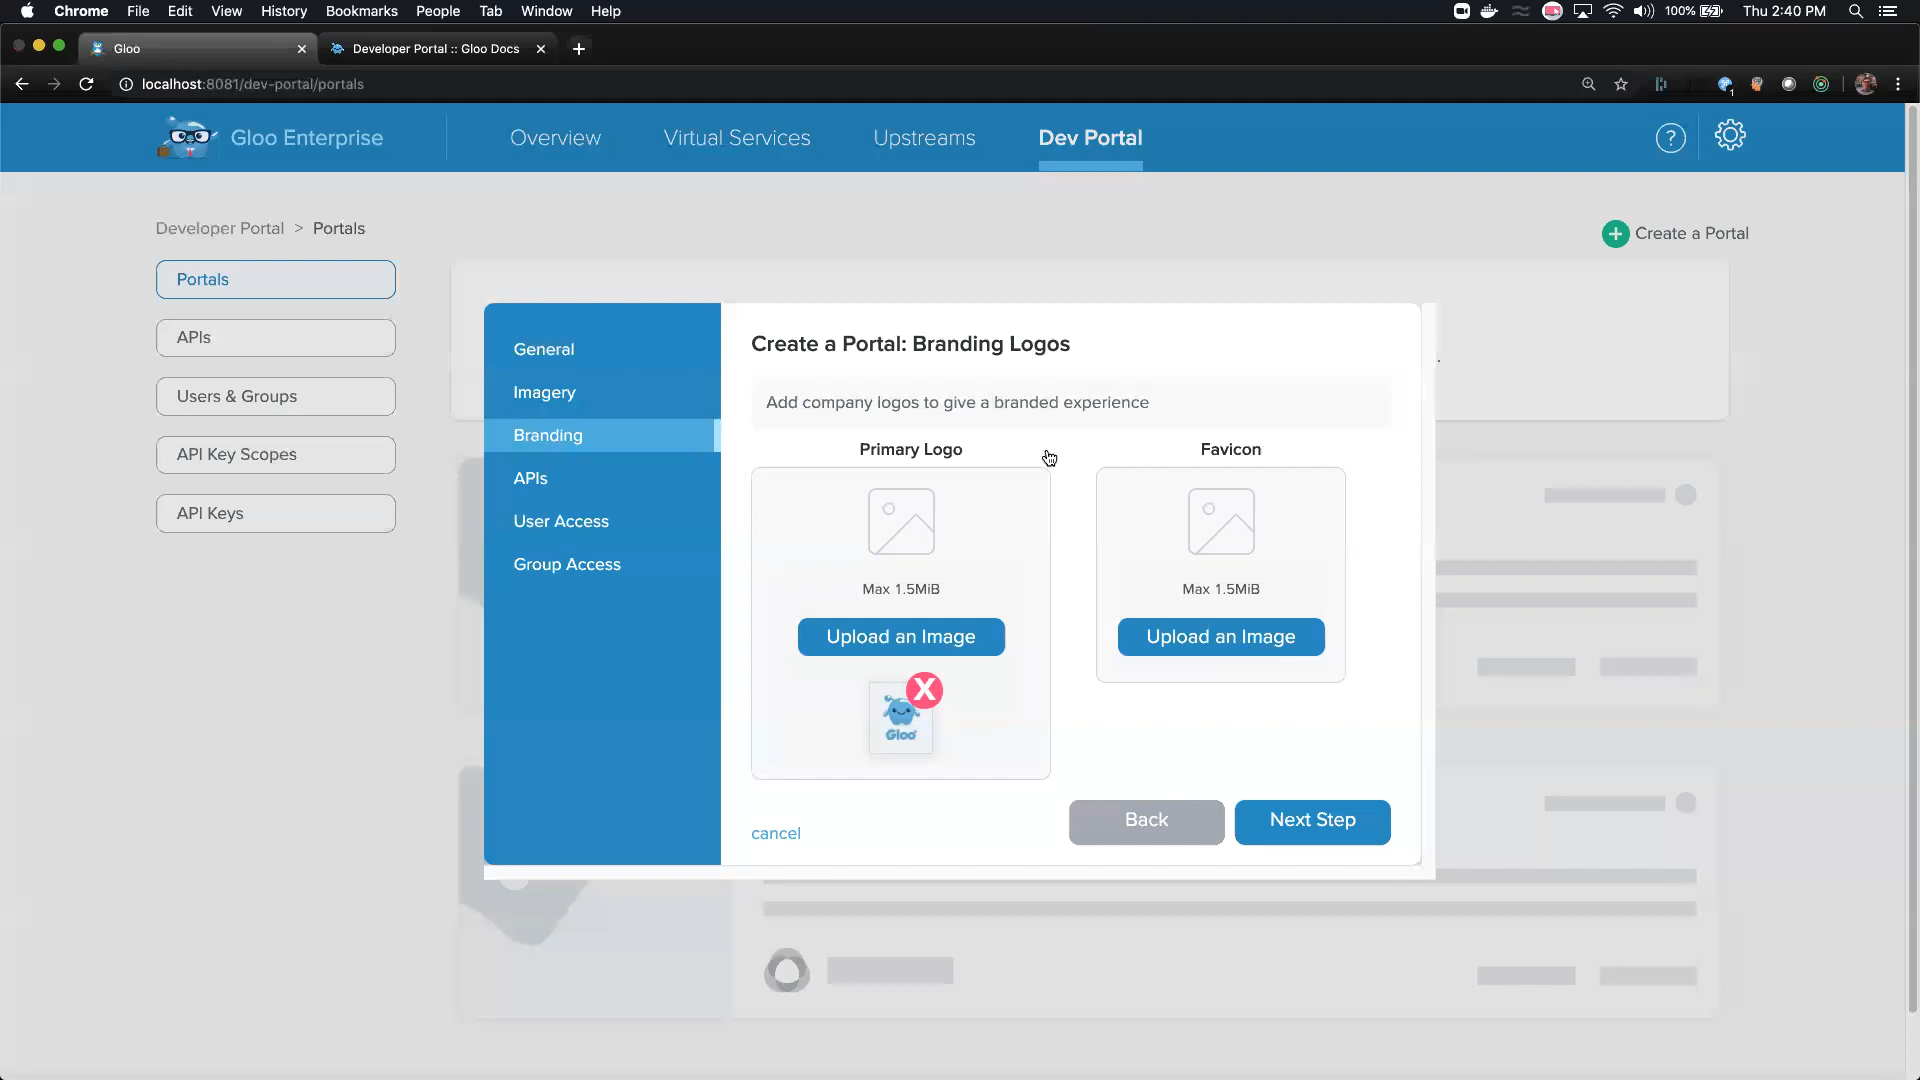 Chrome File Edit View History Bookmarks People Tab Window Help 100% Thu 2:40 PM
Gloo Developer Portal :: Gloo Docs
localhost:8081/dev-portal/portals 1
Gloo Enterprise Overview Virtual Services Upstreams Dev Portal ?
Developer Portal > Portals
Create a Portal
Portals
APIs
Users & Groups
API Key Scopes
API Keys
General
Imagery
Branding
APIs
User Access
Group Access
Create a Portal: Branding Logos
Add company logos to give a branded experience
Primary Logo Favicon
Max 1.5MiB Max 1.5MiB
Upload an Image Upload an Image
X
Gloo
cancel Back Next Step